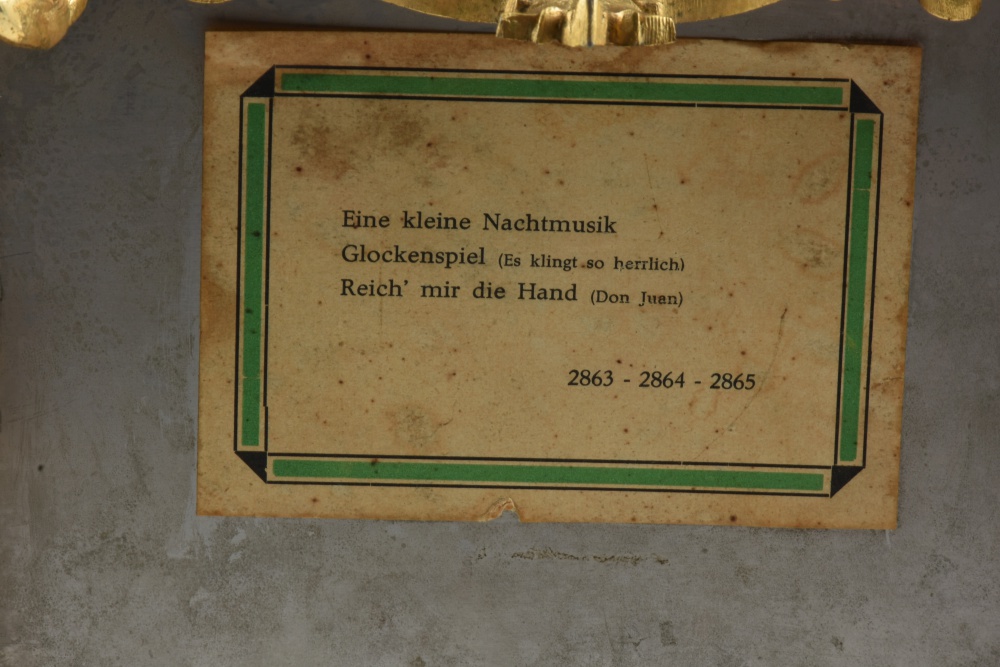 Eine kleine Nachtmusik
Glockenspiel (Es klingt so herrlich)
Reich' mir die Hand (Don Juan)
2863 - 2864 - 2865